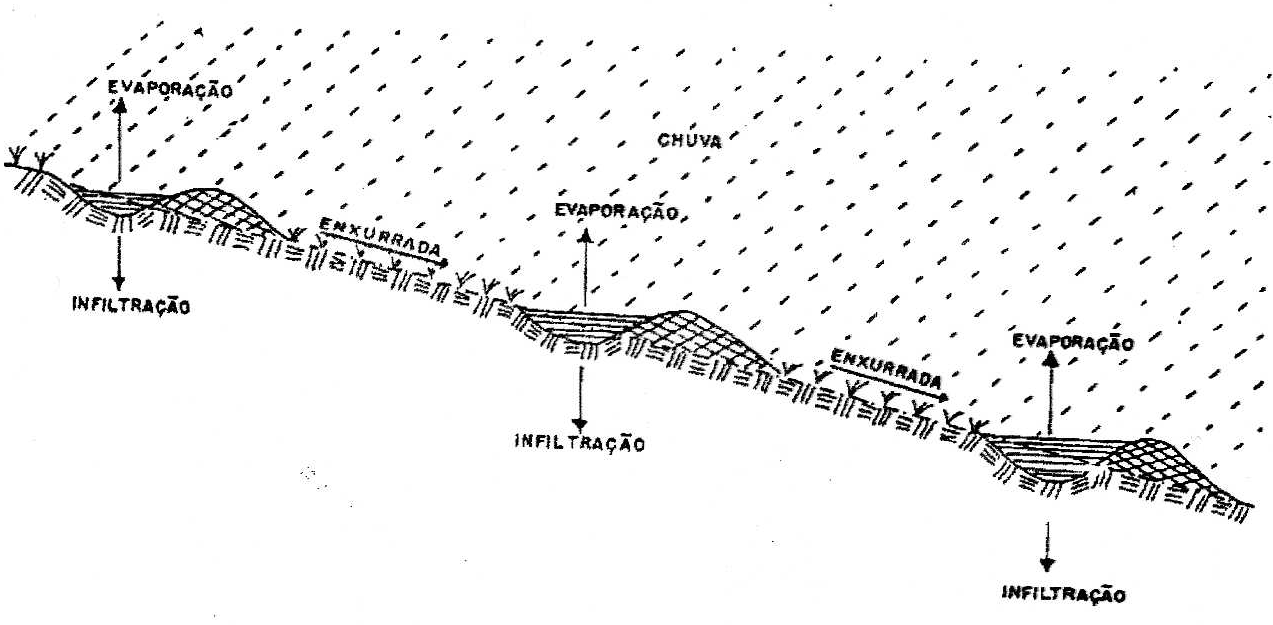 EVAPORAÇÃO
CHUVA
EVAPORAÇÃO
ENXURRADA
INFILTRAÇÃO
EVAPORAÇÃO
ENXURRADA
INFILTRAÇÃO
INFILTRAÇÃO